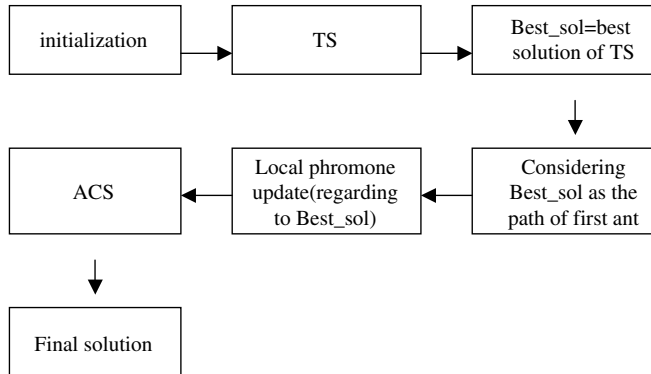 initialization
TS
Best_sol=best
solution of TS
Considering
Best_sol as the
path of first ant
Local phromone
update(regarding
to Best_sol)
ACS
Final solution